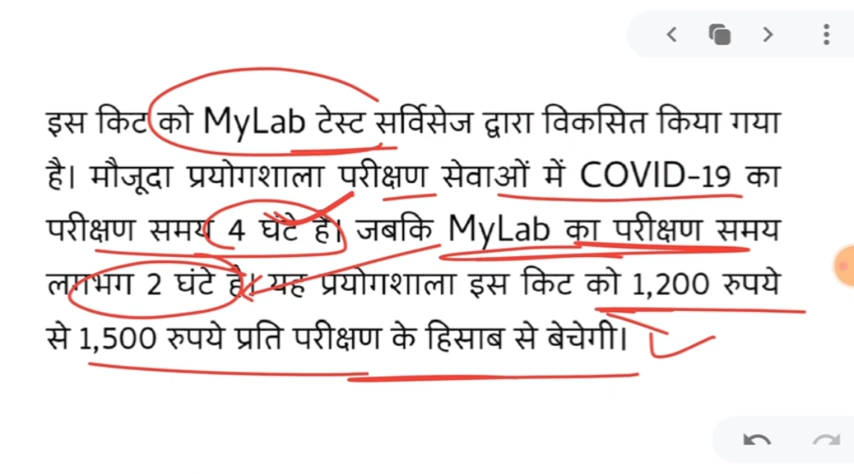 इस किट को MyLab टेस्ट सर्विसेज द्वारा विकसित किया गया
है। मौजूदा प्रयोगशाला परीक्षण सेवाओं में COVID-19 का
परीक्षण समय 4 घंटे है। जबकि MyLab का परीक्षण समय
लगभग 2 घंटे है। यह प्रयोगशाला इस किट को 1,200 रुपये
से 1,500 रुपये प्रति परीक्षण के हिसाब से बेचेगी।